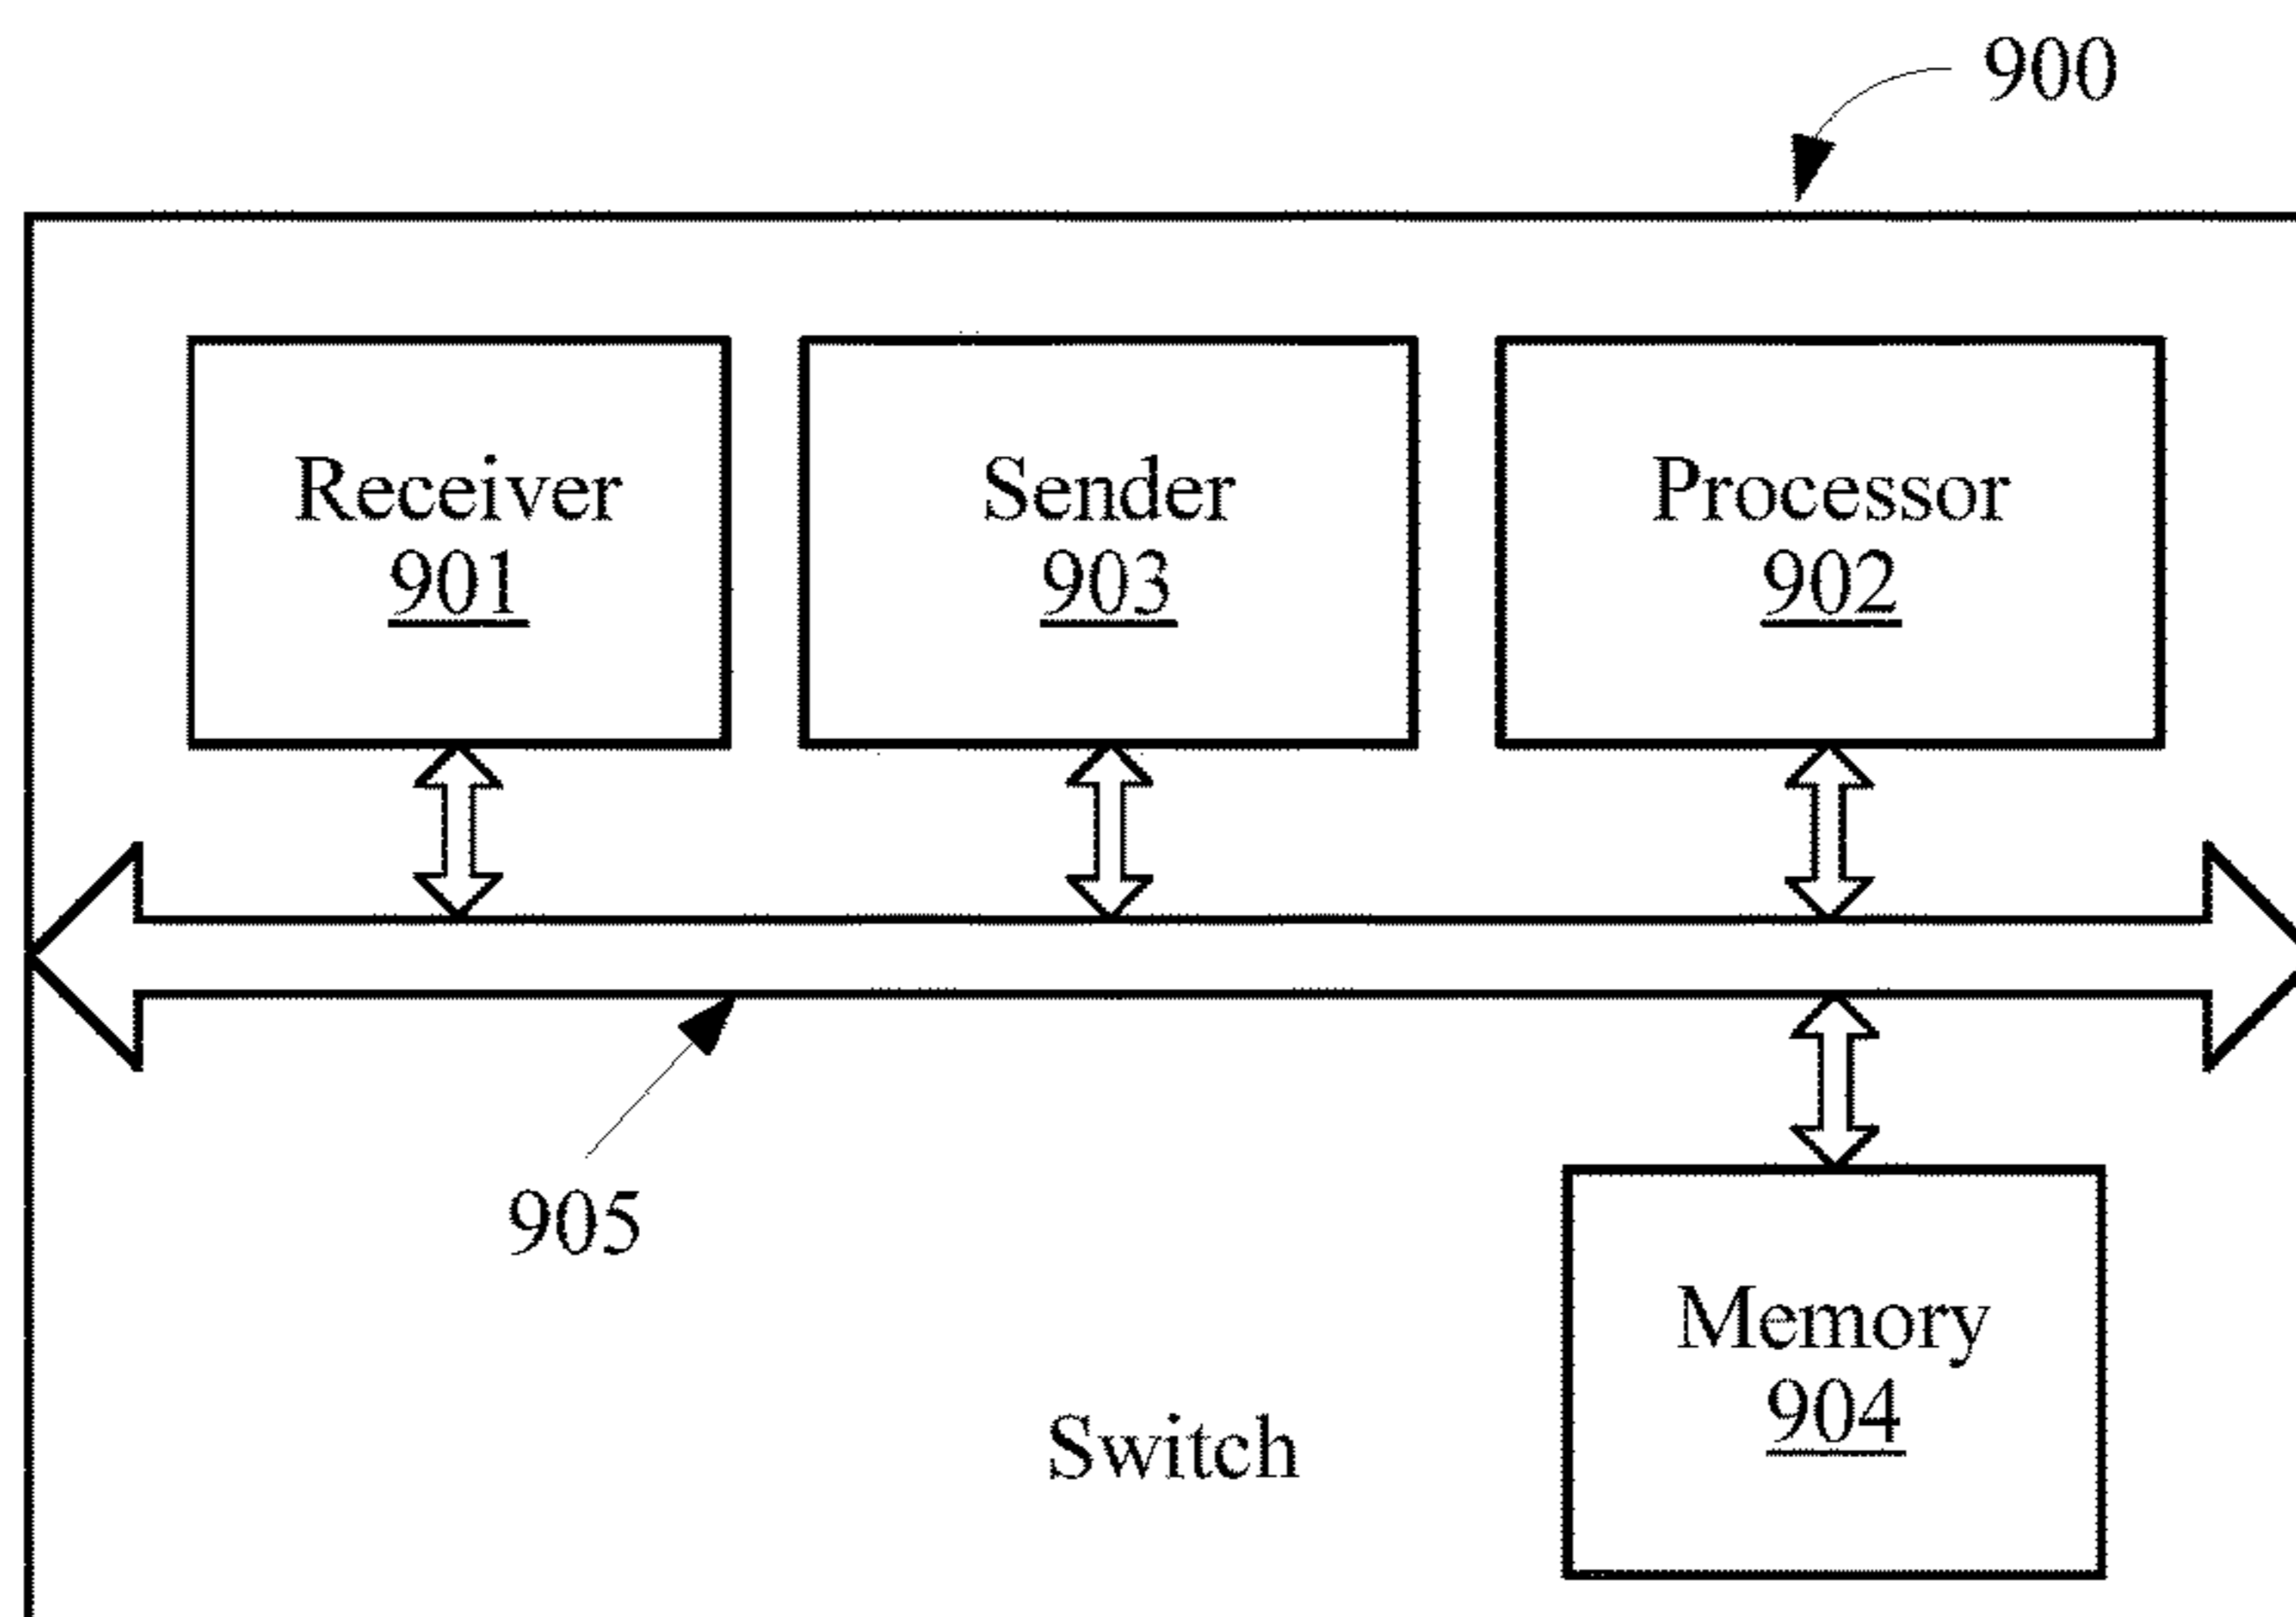 900
Receiver
901
Sender
903
Processor
902
905
Memory
904
Switch